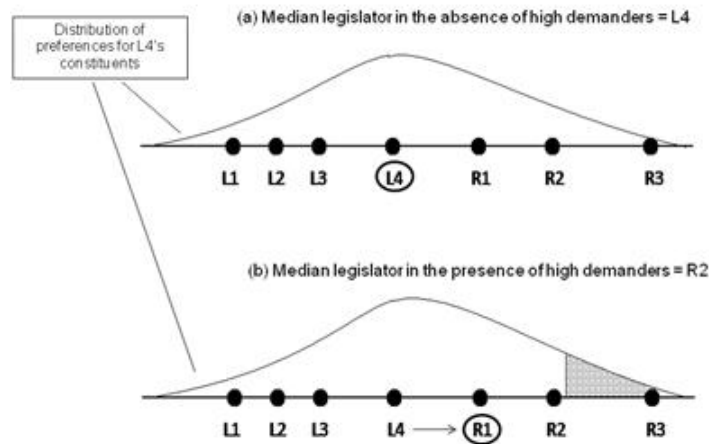 Distribution of
preferences for L4's
constituents
(a) Median legislator in the absence of high demanders = L4
L1 L2 L3 L4 R1 R2 R3
(b) Median legislator in the presence of high demanders = R2
L1 L2 L3 L4 R1 R2 R3